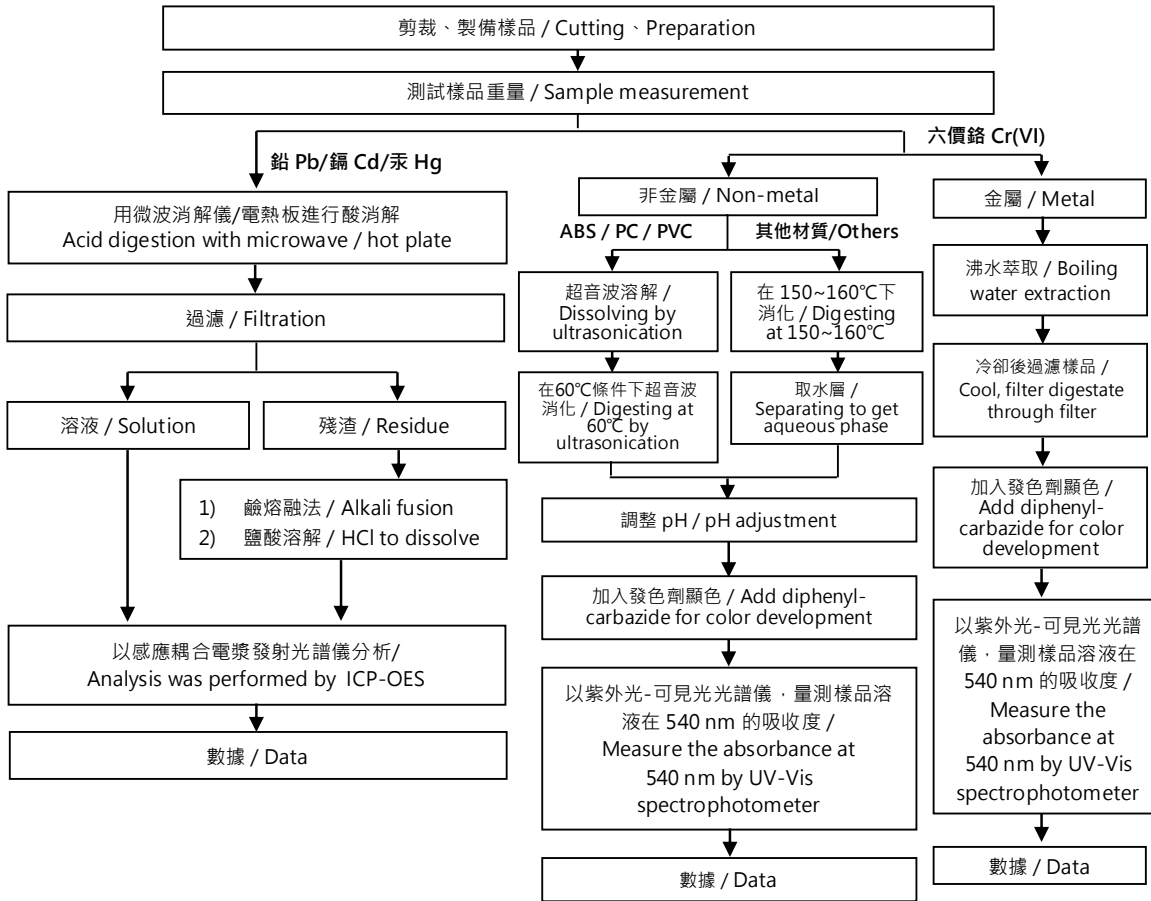 剪裁、製備樣品 / Cutting、Preparation
測試樣品重量 / Sample measurement
鉛 Pb/鎘 Cd/汞 Hg
用微波消解儀/電熱板進行酸消解
Acid digestion with microwave / hot plate
過濾 / Filtration
溶液 / Solution
殘渣 / Residue
1) 鹼熔融法 / Alkali fusion
2) 鹽酸溶解 / HCl to dissolve
以感應耦合電漿發射光譜儀分析/
Analysis was performed by ICP-OES
數據 / Data
六價鉻 Cr(VI)
非金屬 / Non-metal
ABS / PC / PVC
超音波溶解 /
Dissolving by
ultrasonication
在60℃條件下超音波
消化 / Digesting at
60℃ by
ultrasonication
其他材質/Others
在 150~160℃下
消化 / Digesting
at 150~160℃
取水層 /
Separating to get
aqueous phase
調整 pH / pH adjustment
加入發色劑顯色 / Add diphenyl-
carbazide for color development
以紫外光-可見光光譜儀，量測樣品溶
液在 540 nm 的吸收度 /
Measure the absorbance at
540 nm by UV-Vis
spectrophotometer
數據 / Data
金屬 / Metal
沸水萃取 / Boiling
water extraction
冷卻後過濾樣品 /
Cool, filter digestate
through filter
加入發色劑顯色 /
Add diphenyl-
carbazide for color
development
以紫外光-可見光光譜
儀，量測樣品溶液在
540 nm 的吸收度 /
Measure the
absorbance at
540 nm by UV-Vis
spectrophotometer
數據 / Data